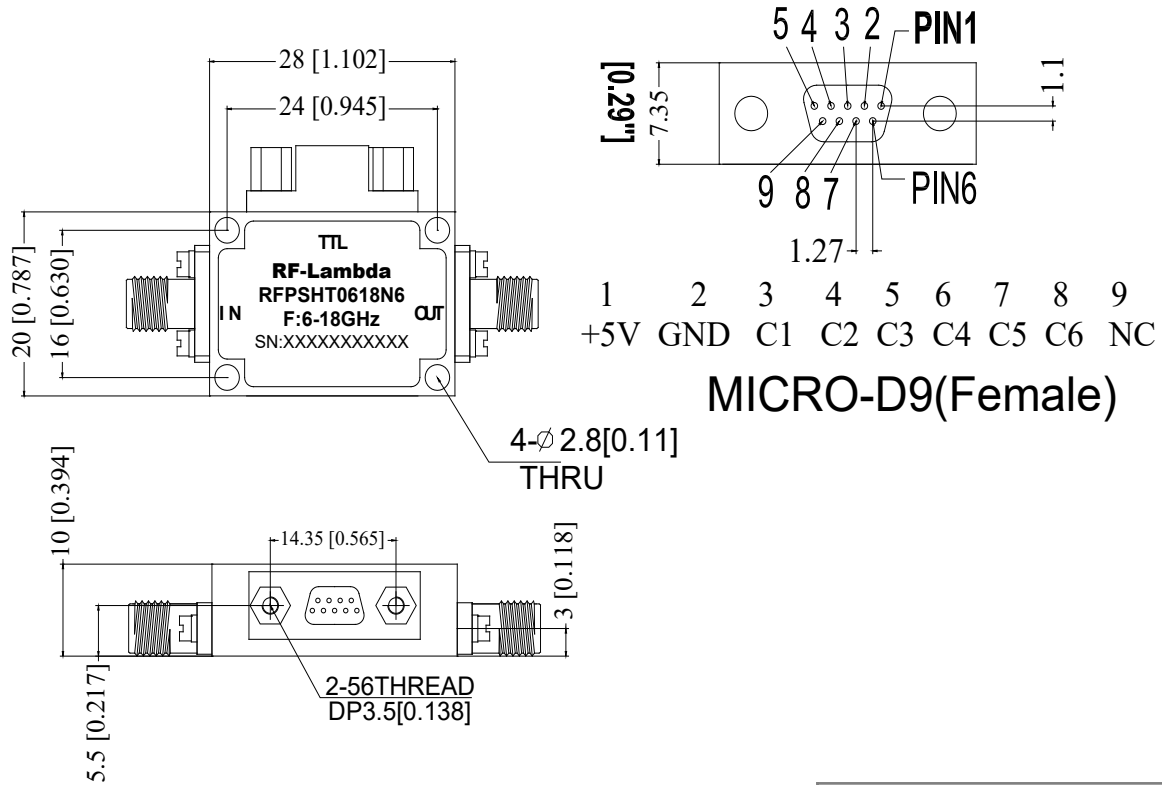 28 [1.102]
24 [0.945]
20 [0.787]
16 [0.630]
TTL
RF-Lambda
RFPSHT0618N6
IN
F:6-18GHz
OUT
SN:XXXXXXXXXXX
4-⌀ 2.8[0.11]
THRU
5 4 3 2 PIN1
[0.29"]
7.35
1.1
9 8 7 PIN6
1.27
1 2 3 4 5 6 7 8 9
+5V GND C1 C2 C3 C4 C5 C6 NC
MICRO-D9(Female)
10 [0.394]
14.35 [0.565]
3 [0.118]
5.5 [0.217]
2-56THREAD
DP3.5[0.138]